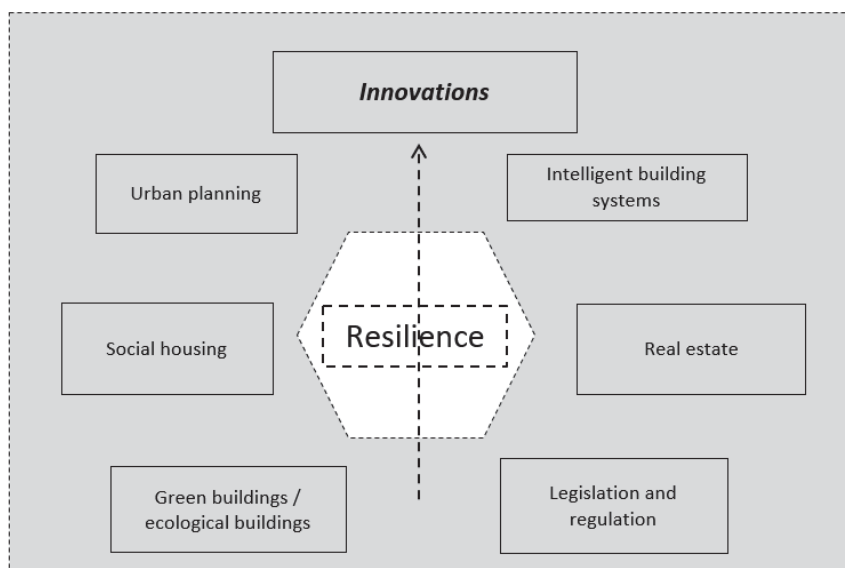 Innovations
Urban planning
Intelligent building
systems
Social housing
Resilience
Real estate
Green buildings /
ecological buildings
Legislation and
regulation